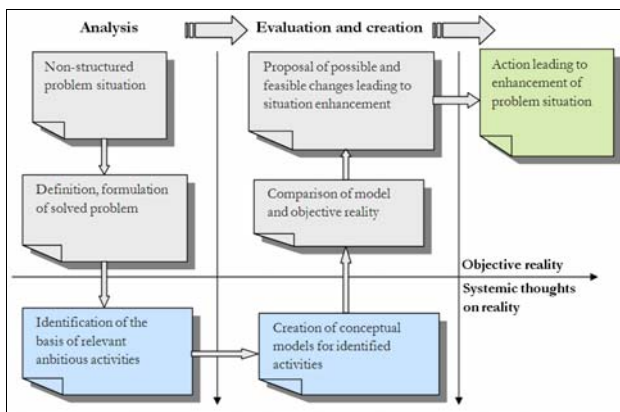 Analysis
Evaluation and creation
Non-structured
problem situation
Proposal of possible and
feasible changes leading to
situation enhancement
Action leading to
enhancement of
problem situation
Definition, formulation
of solved problem
Comparison of model
and objective reality
Objective reality
Systemic thoughts
on reality
Identification of the
basis of relevant
anbitious activities
Creation of conceptual
models for identified
activities